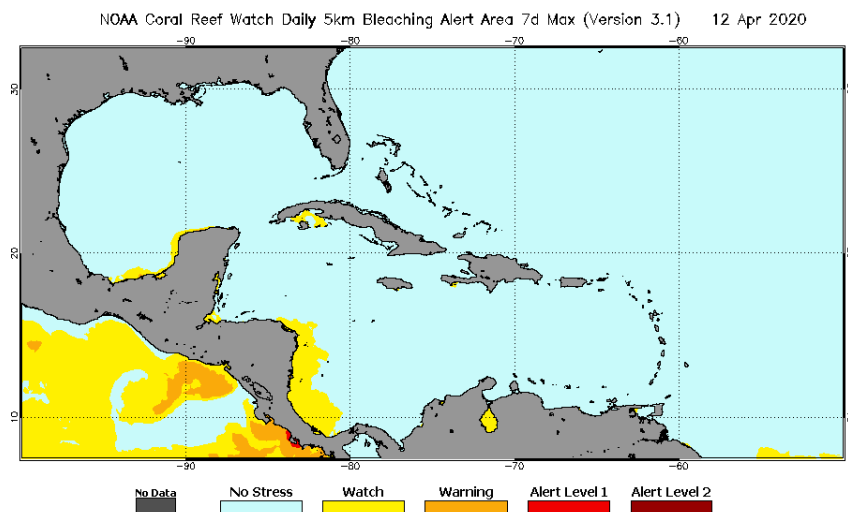 NOAA Coral Reef Watch Daily 5km Bleaching Alert Area 7d Max (Version 3.1) 12 Apr 2020
-90 -80 -70 -60
30
20
10
-90 -80 -70 -60
No Data No Stress Watch Warning Alert Level 1 Alert Level 2